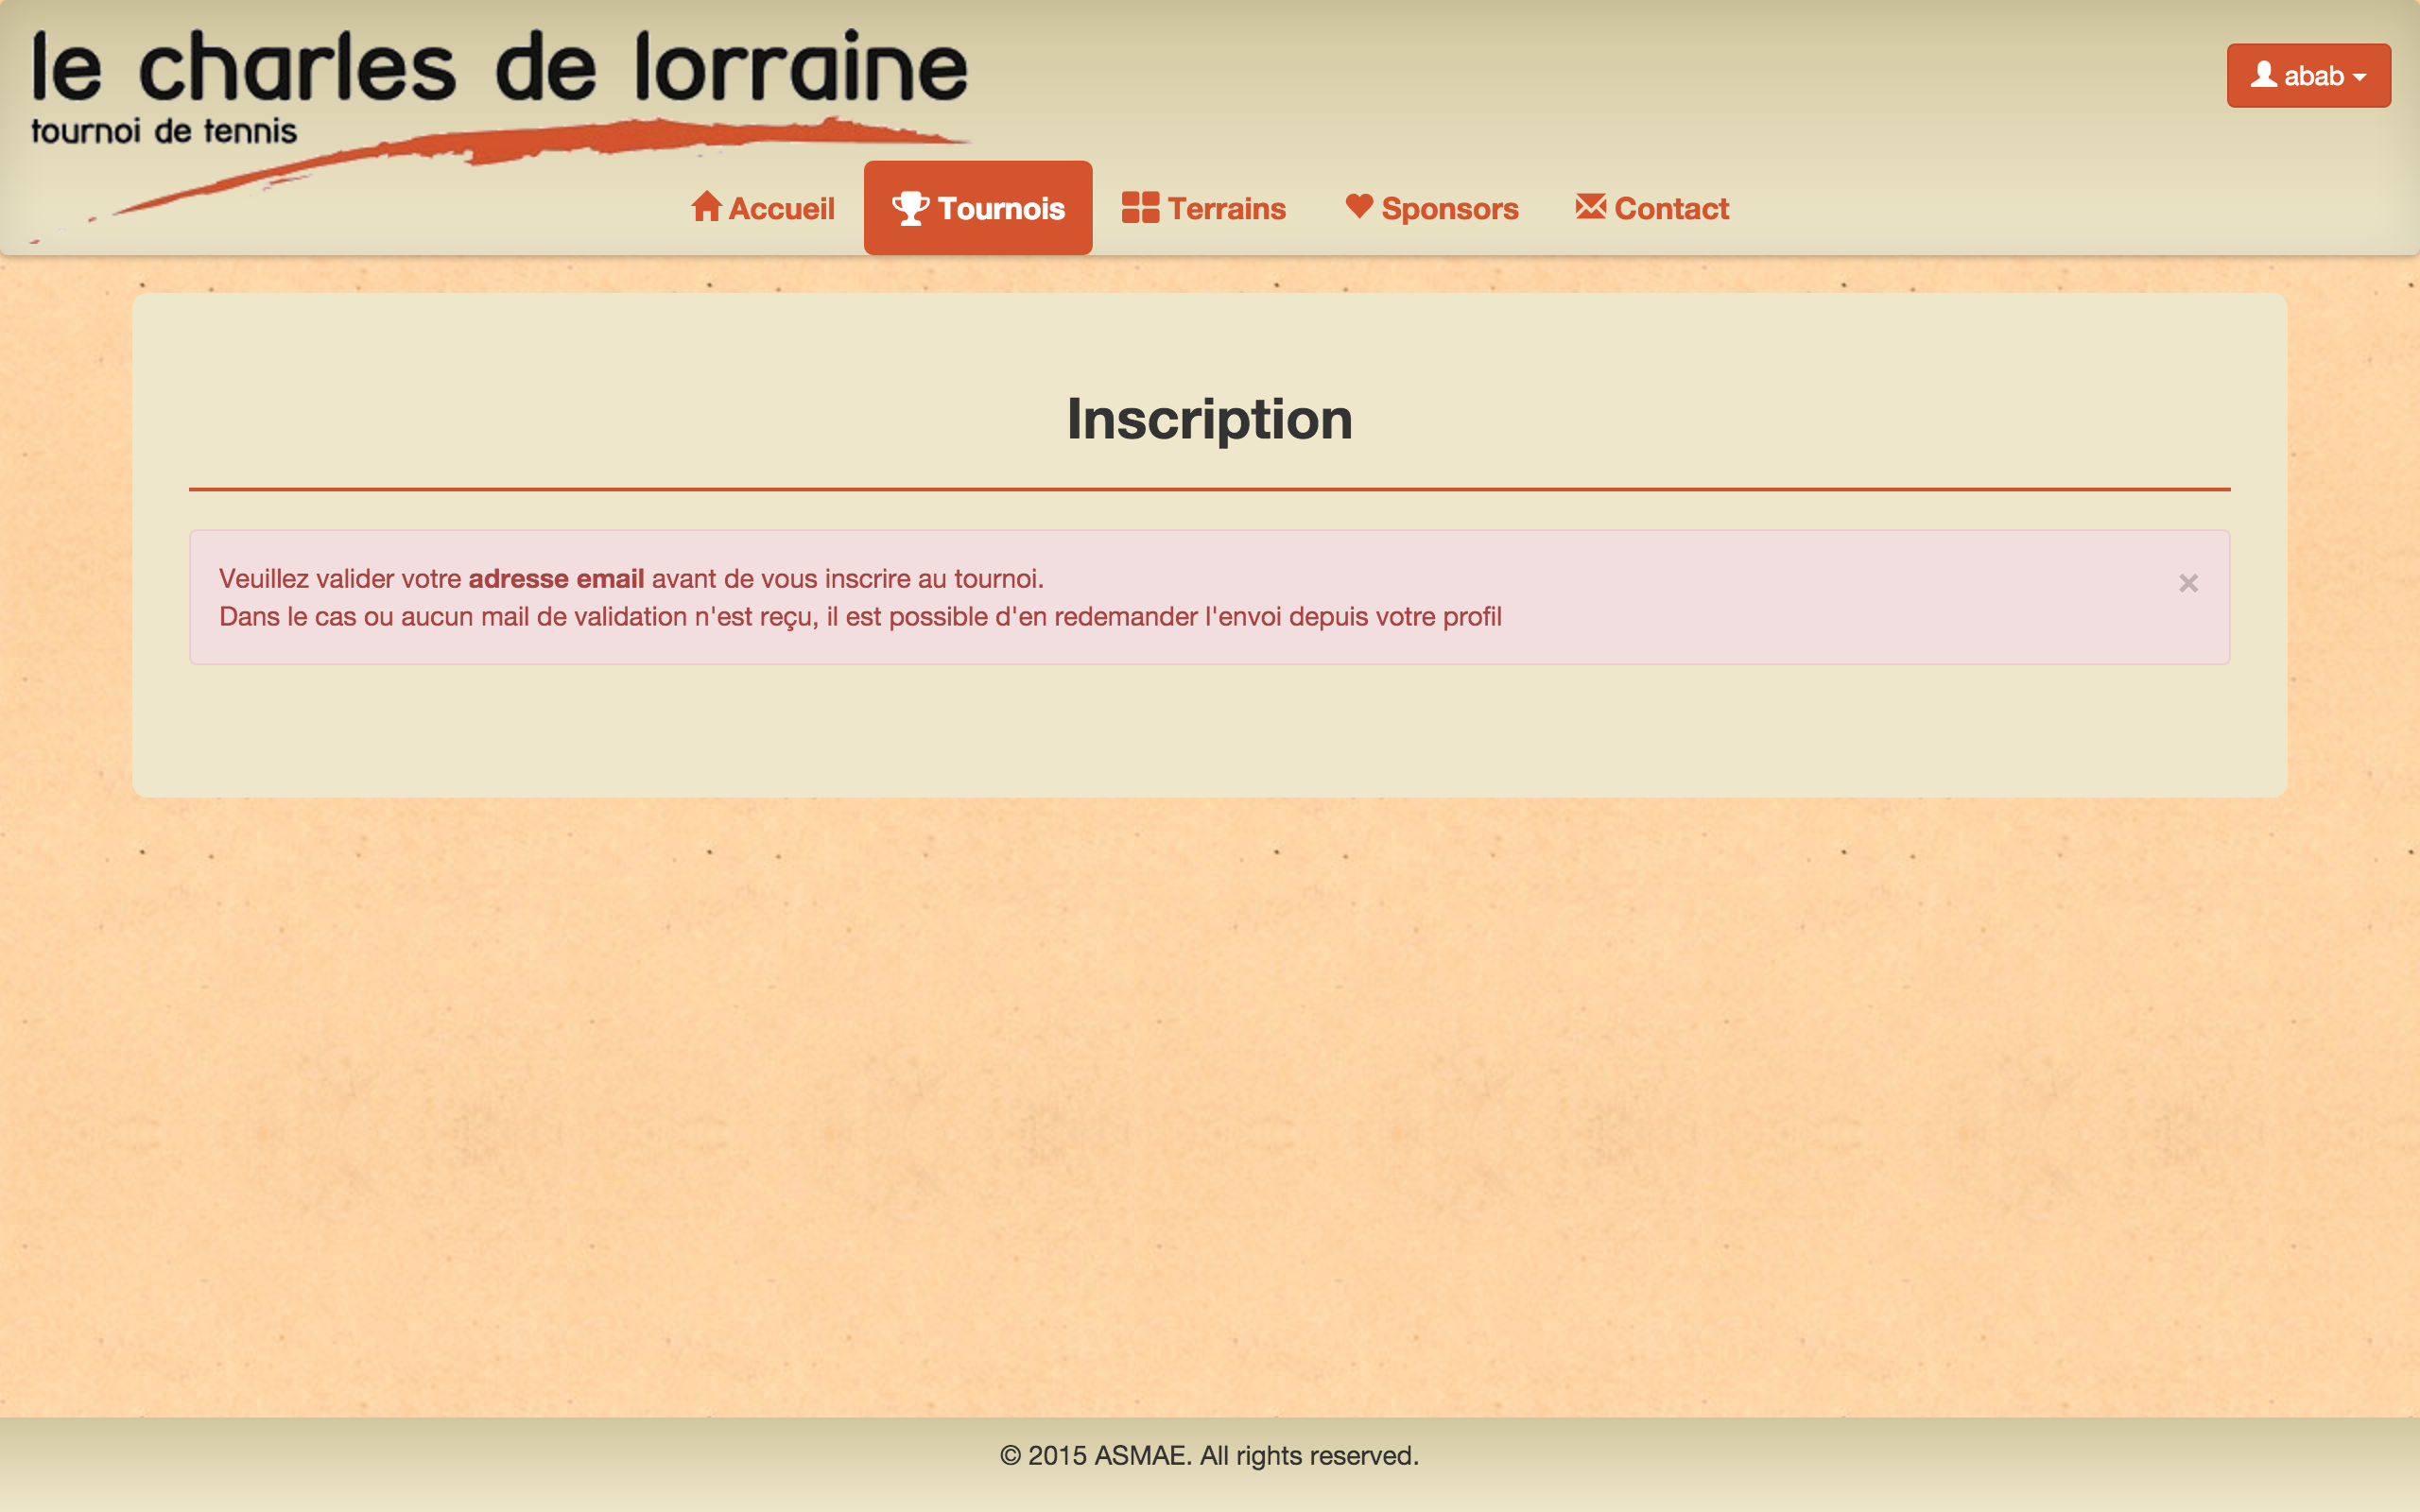 le charles de lorraine
tournoi de tennis
abab
Accueil
Tournois
Terrains
Sponsors
Contact
Inscription
Veuillez valider votre adresse email avant de vous inscrire au tournoi.
×
Dans le cas ou aucun mail de validation n'est reçu, il est possible d'en redemander l'envoi depuis votre profil
© 2015 ASMAE. All rights reserved.